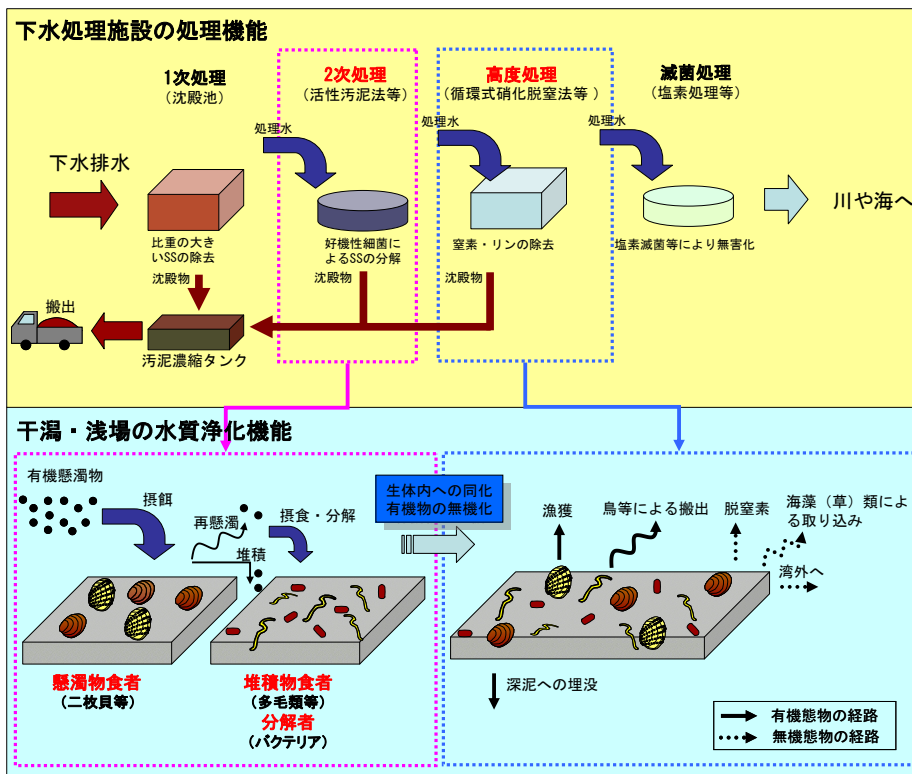 下水処理施設の処理機能
1次処理
(沈殿池)
2次処理
(活性汚泥法等)
高度処理
(循環式硝化脱窒法等)
滅菌処理
(塩素処理等)
処理水
処理水
処理水
下水排水
川や海へ
比重の大き
いSSの除去
好機性細菌に
よるSSの分解
窒素・リンの除去
塩素滅菌等により無害化
沈殿物
沈殿物
沈殿物
搬出
汚泥濃縮タンク
干潟・浅場の水質浄化機能
有機懸濁物
摂餌
再懸濁
堆積
摂食・分解
生体内への同化
有機物の無機化
漁獲
鳥等による搬出
脱窒素
海藻(草)類によ
る取り込み
湾外へ
懸濁物食者
(二枚貝等)
堆積物食者
(多毛類等)
分解者
(バクテリア)
深泥への埋没
有機態物の経路
無機態物の経路